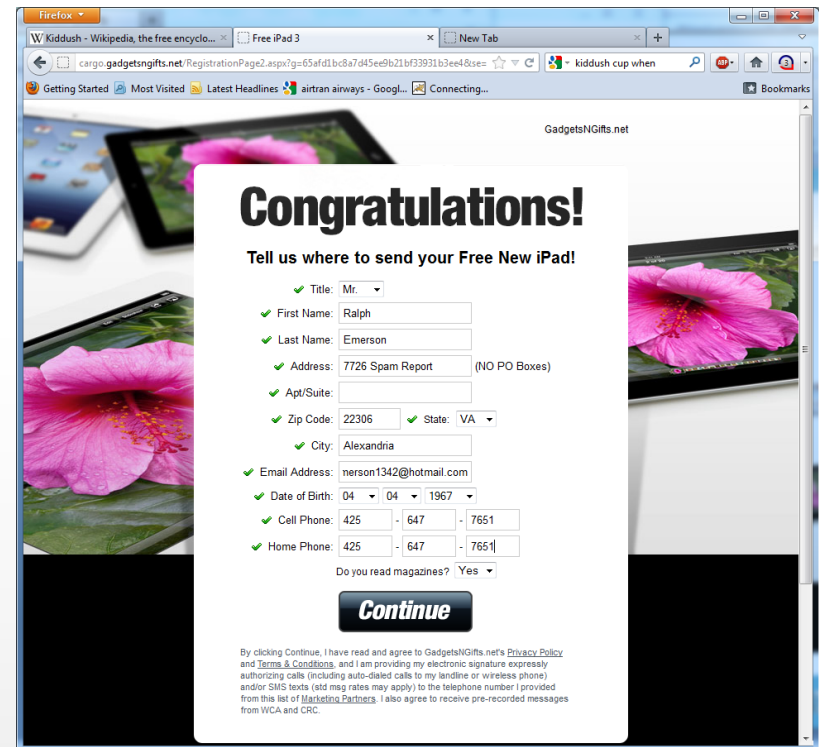 Firefox
Kiddush - Wikipedia, the free encyclo... × Free iPad 3 × New Tab × +
cargo.gadgetsngifts.net/RegistrationPage2.aspx?g=65afd1bc8a7d45ee9b21bf33931b3ee4&se= kiddush cup when ABP 3
Getting Started Most Visited Latest Headlines airtran airways - Googl... Connecting... Bookmarks
GadgetsNGifts.net
Congratulations!
Tell us where to send your Free New iPad!
Title: Mr.
First Name: Ralph
Last Name: Emerson
Address: 7726 Spam Report (NO PO Boxes)
Apt/Suite:
Zip Code: 22306 State: VA
City: Alexandria
Email Address: nerson1342@hotmail.com
Date of Birth: 04 04 1967
Cell Phone: 425 - 647 - 7651
Home Phone: 425 - 647 - 7651
Do you read magazines? Yes
Continue
By clicking Continue, I have read and agree to GadgetsNGifts.net's Privacy Policy
and Terms & Conditions, and I am providing my electronic signature expressly
authorizing calls (including auto-dialed calls to my landline or wireless phone)
and/or SMS texts (std msg rates may apply) to the telephone number I provided
from this list of Marketing Partners. I also agree to receive pre-recorded messages
from WCA and CRC.